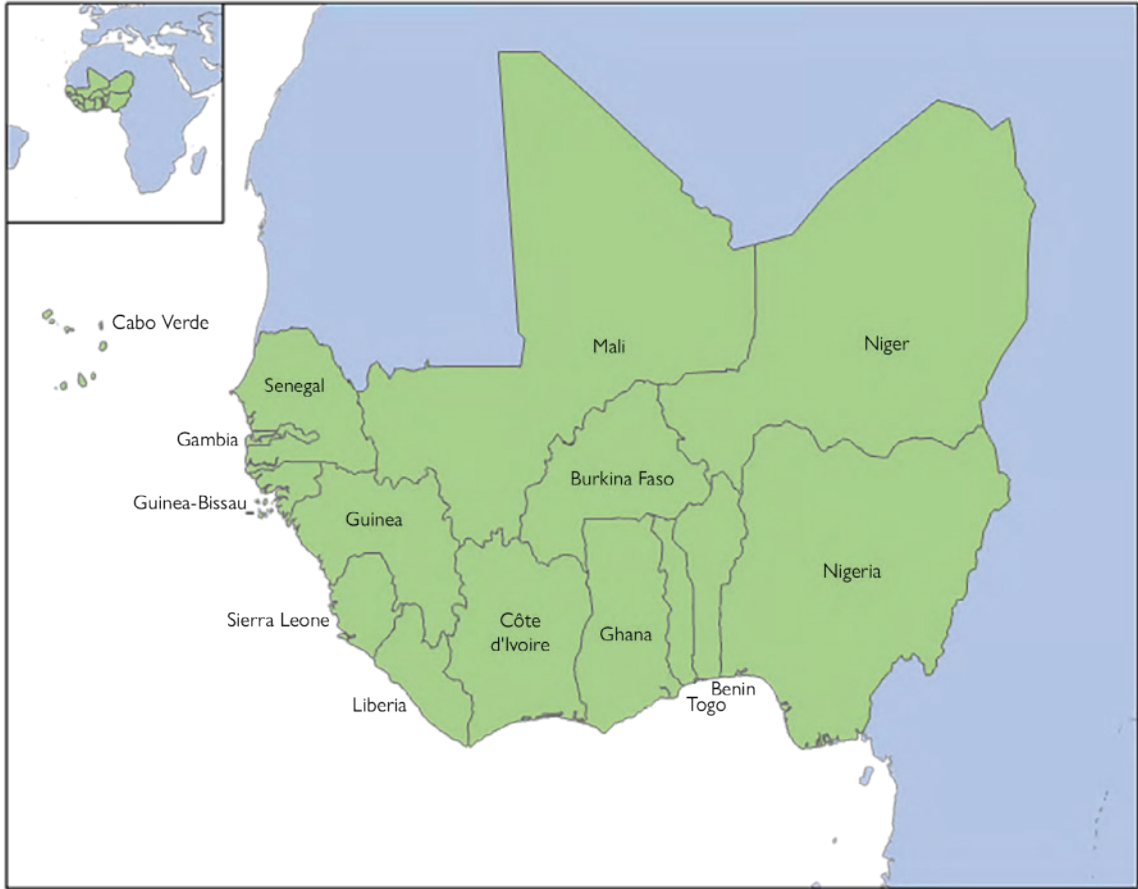 Cabo Verde
Mali
Niger
Senegal
Gambia
Burkina Faso
Guinea-Bissau
Guinea
Nigeria
Sierra Leone
Côte
d'Ivoire
Ghana
Liberia
Benin
Togo